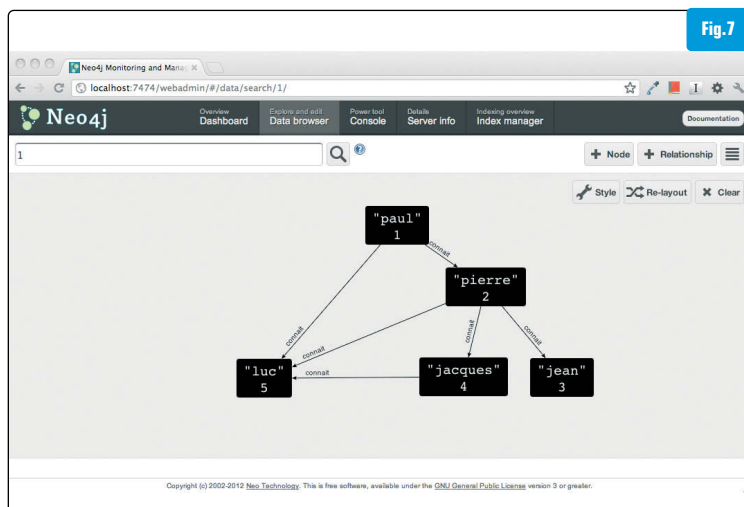 Fig.7
Neo4j Monitoring and Mana
localhost:7474/webadmin/#/data/search/1/
Neo4j
Overview
Dashboard
Explore and edit
Data browser
Power tool
Console
Details
Server info
Indexing overview
Index manager
Documentation
1
Node
Relationship
Style
Re-layout
Clear
"paul"
1
connait
"pierre"
2
connait
connait
connait
connait
"luc"
5
connait
"jacques"
4
"jean"
3
Copyright (c) 2002-2012 Neo Technology. This is free software, available under the GNU General Public License version 3 or greater.